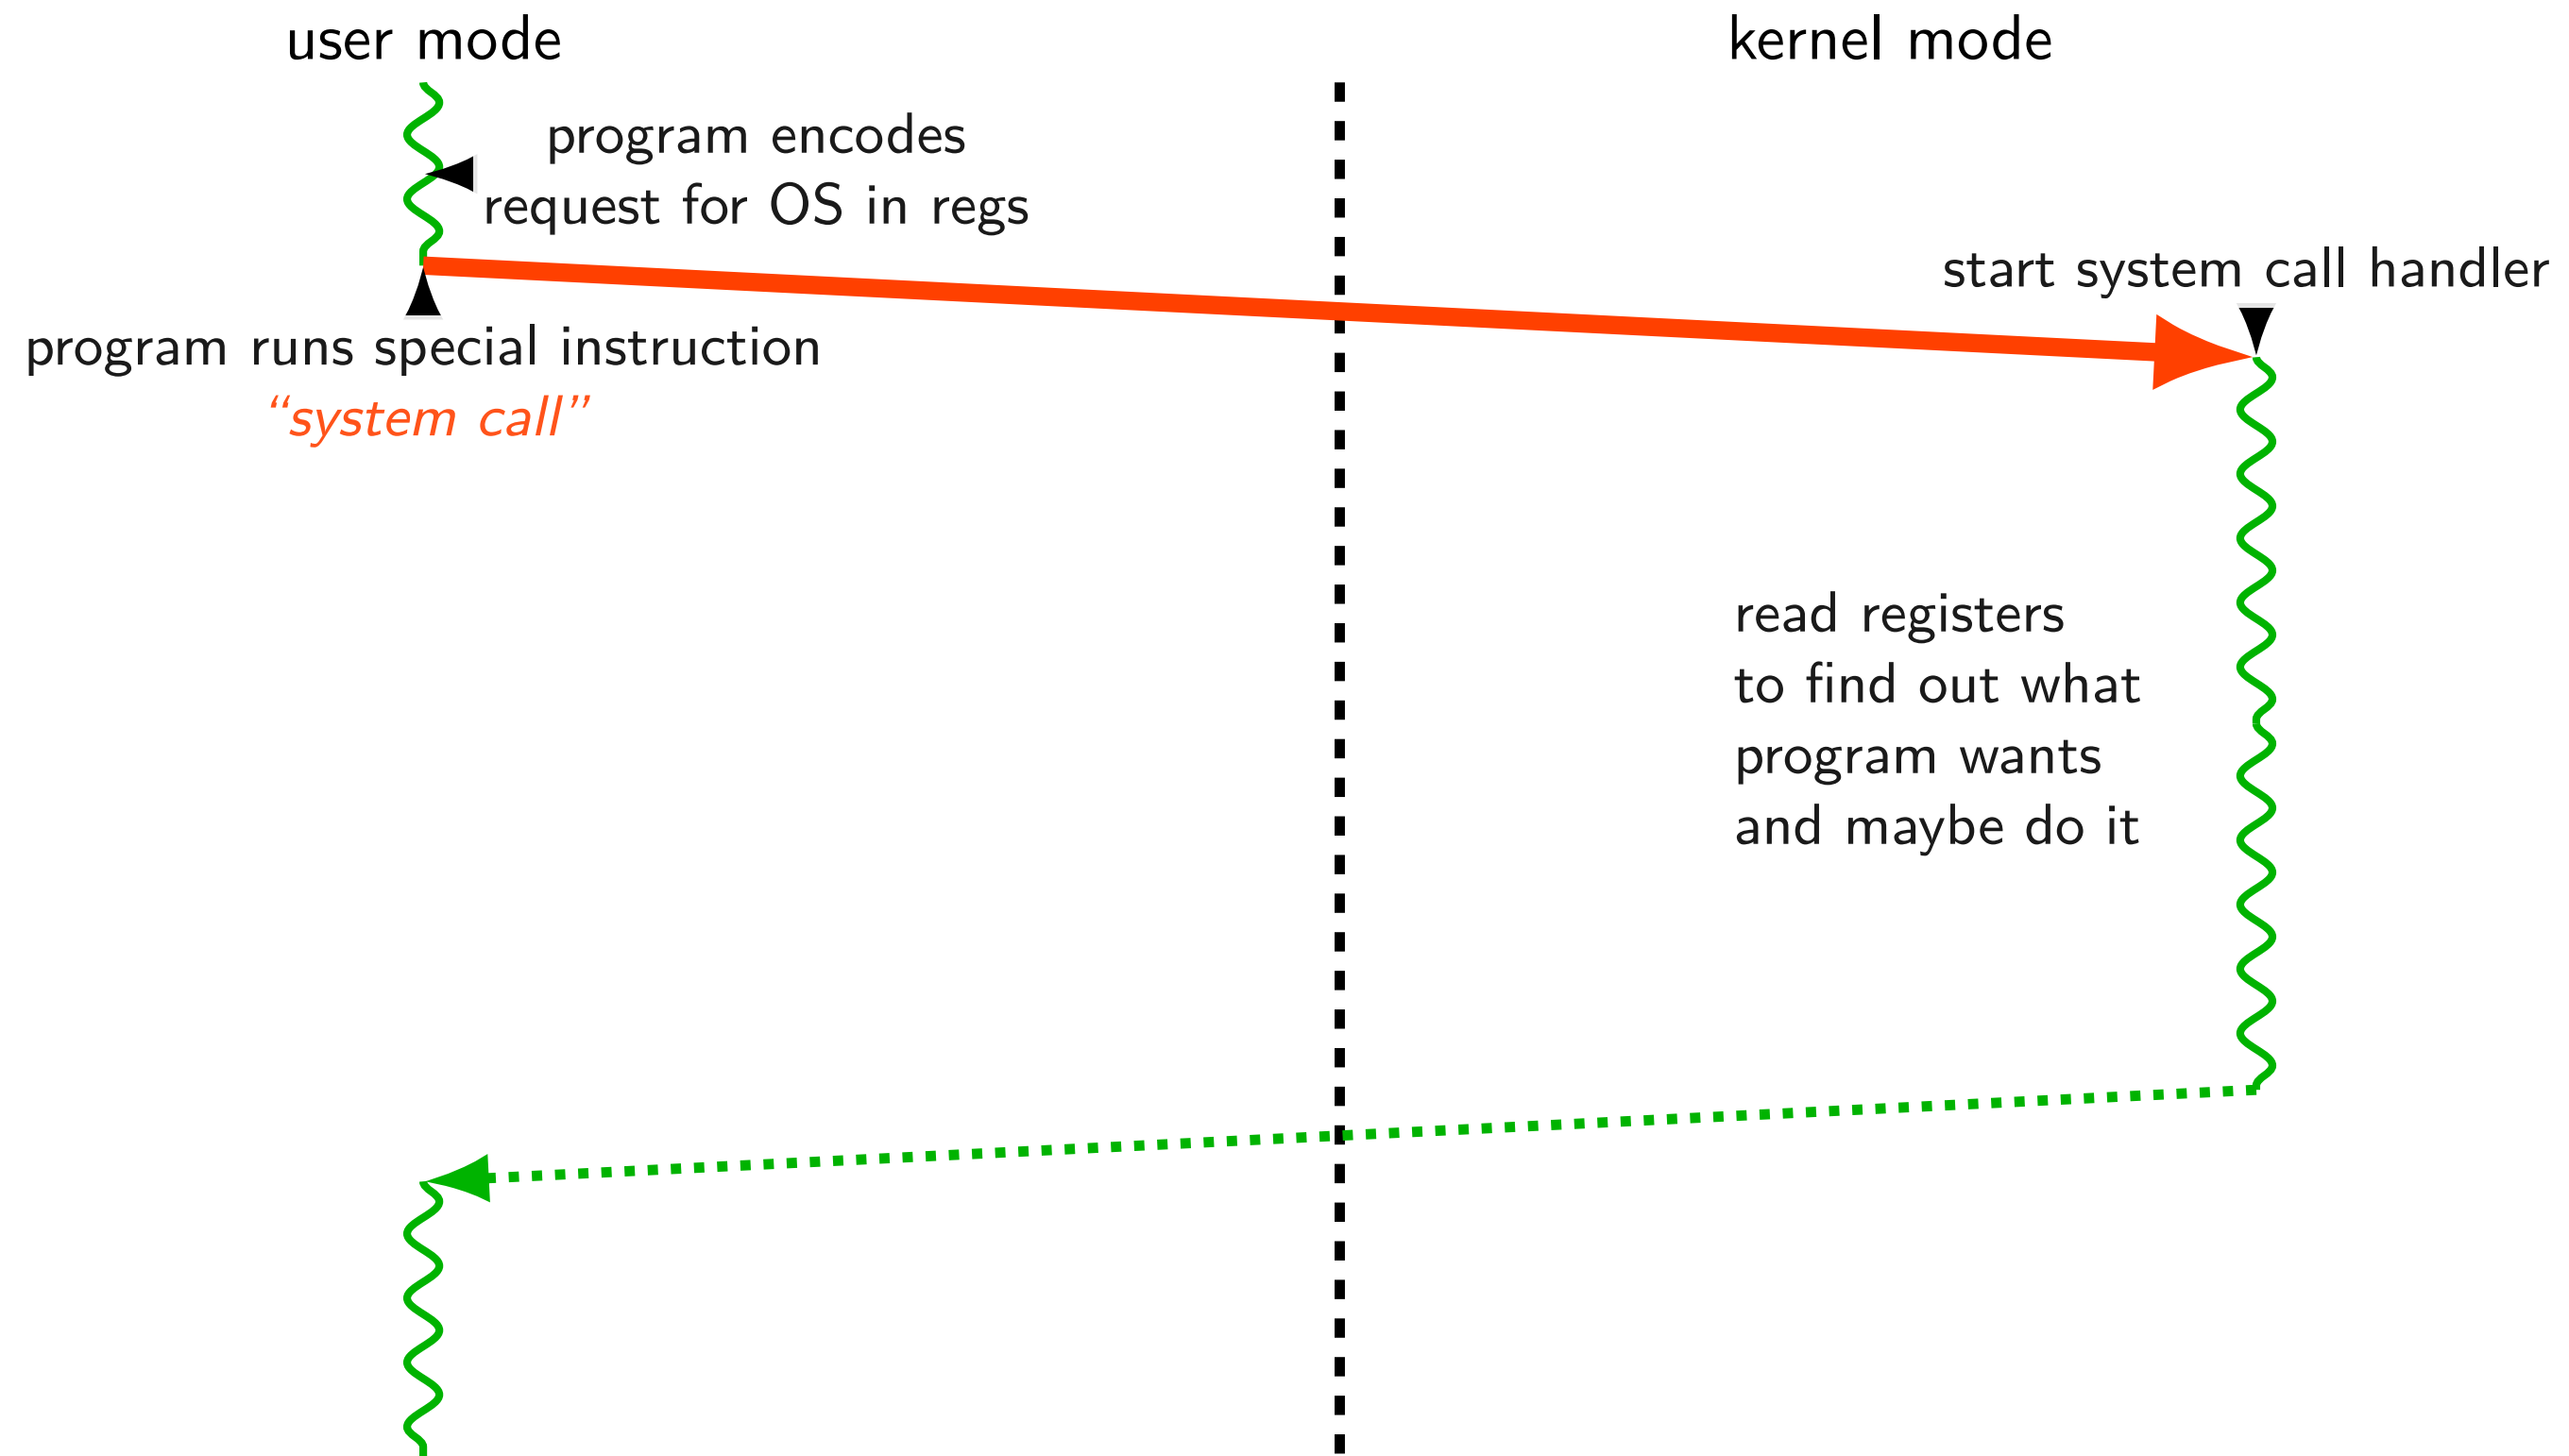 user mode
kernel mode
program encodes
request for OS in regs
start system call handler
program runs special instruction
“system call”
read registers
to find out what
program wants
and maybe do it